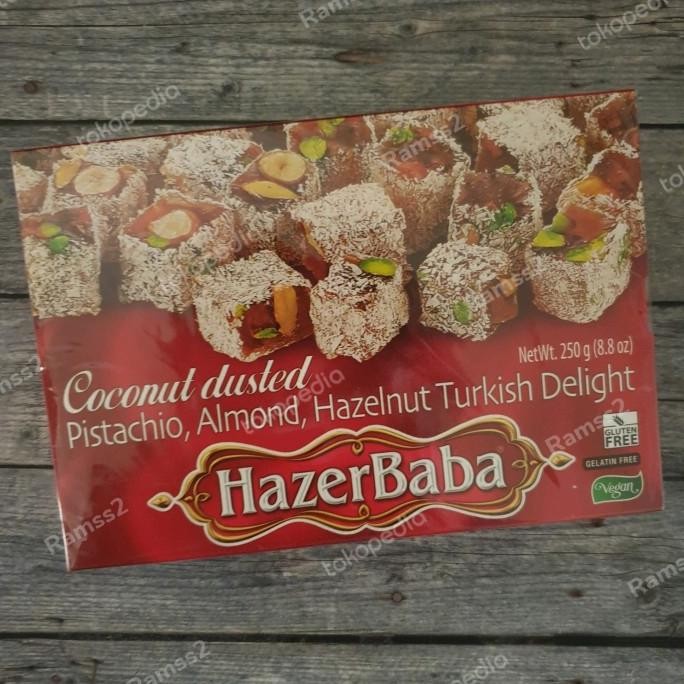 Coconut dusted
NetWt. 250 g (8.8 oz)
Pistachio, Almond, Hazelnut Turkish Delight
HazerBaba
GLUTEN
FREE
GELATIN FREE
Vegan
tokopedia
Ramss2